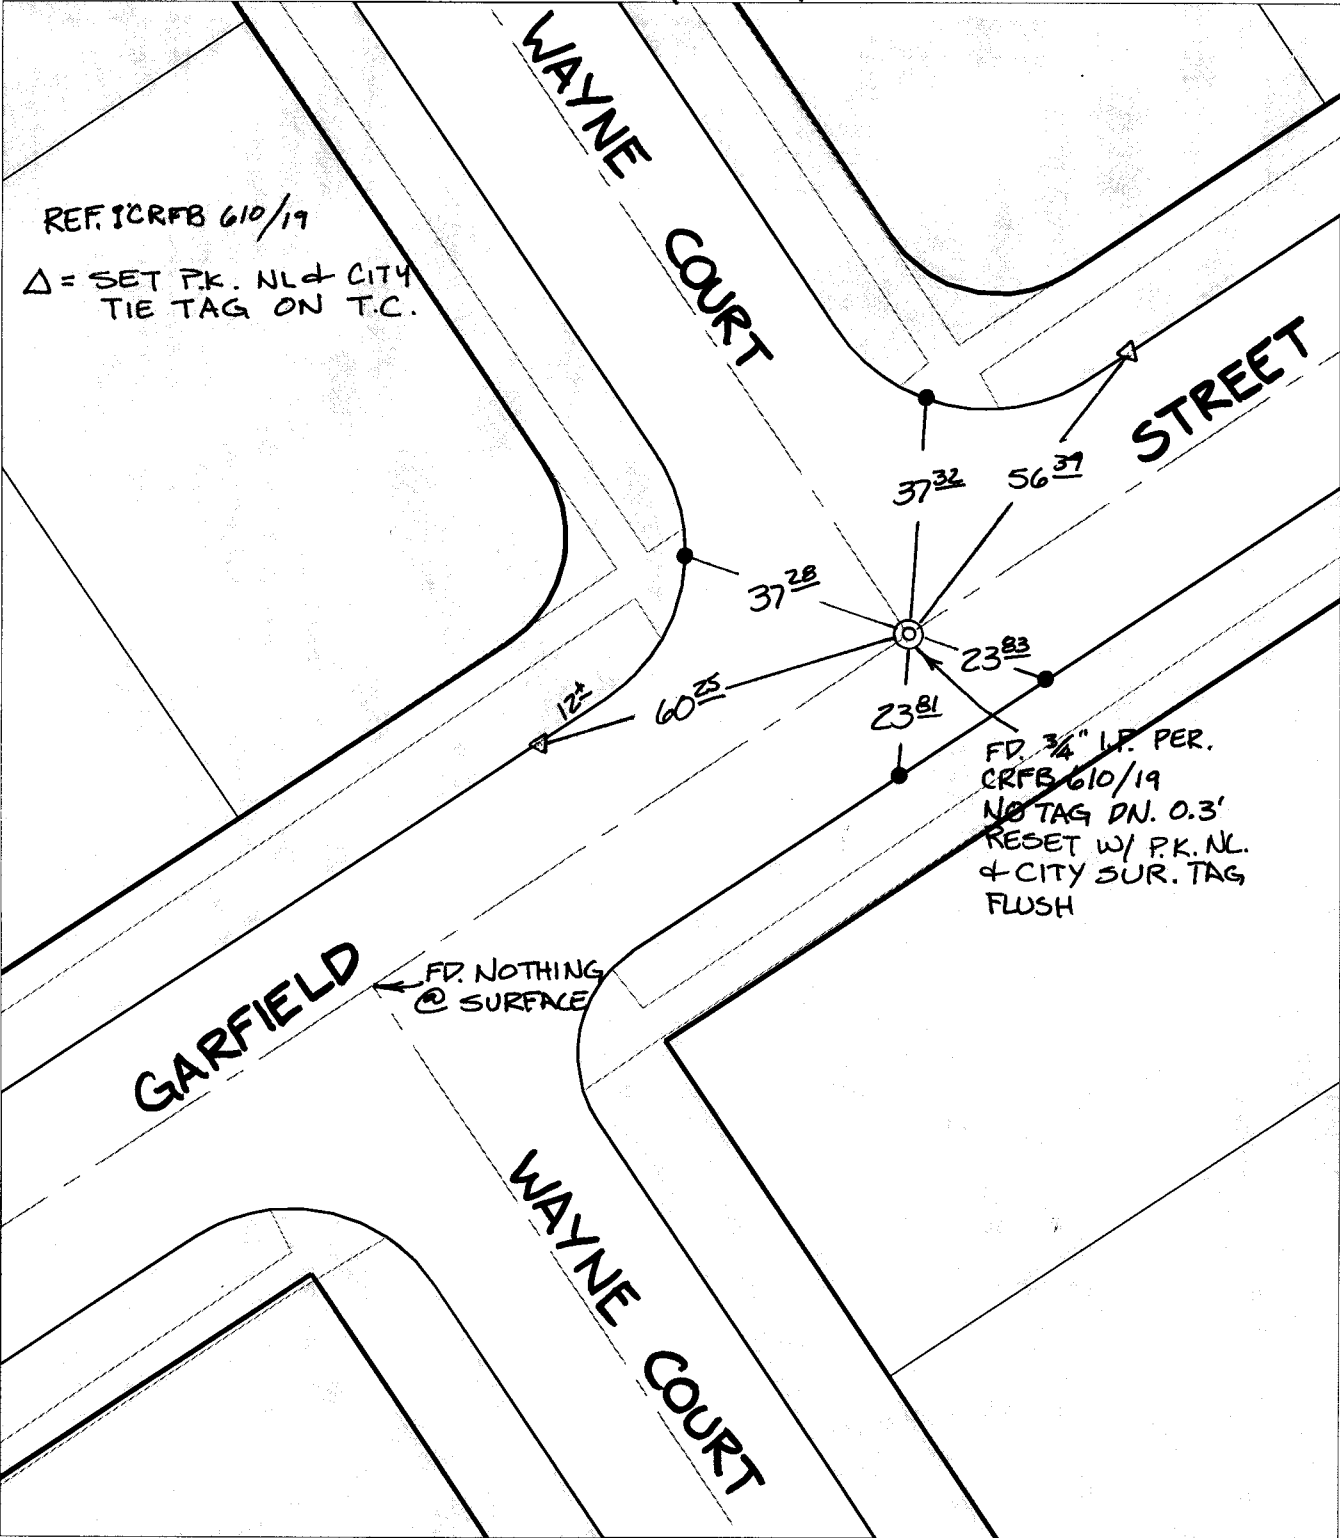 WAYNE COURT
REF. ICRFB 610/19
Δ = SET P.K. NL & CITY
TIE TAG ON T.C.
STREET
37 32
56 39
37 28
23 83
60 25
12±
23 81
FD. 3/4" I.P. PER.
CRFB 610/19
NO TAG DN. 0.3'
RESET W/ P.K. NL.
& CITY SUR. TAG
FLUSH
GARFIELD
FD. NOTHING
@ SURFACE
WAYNE COURT